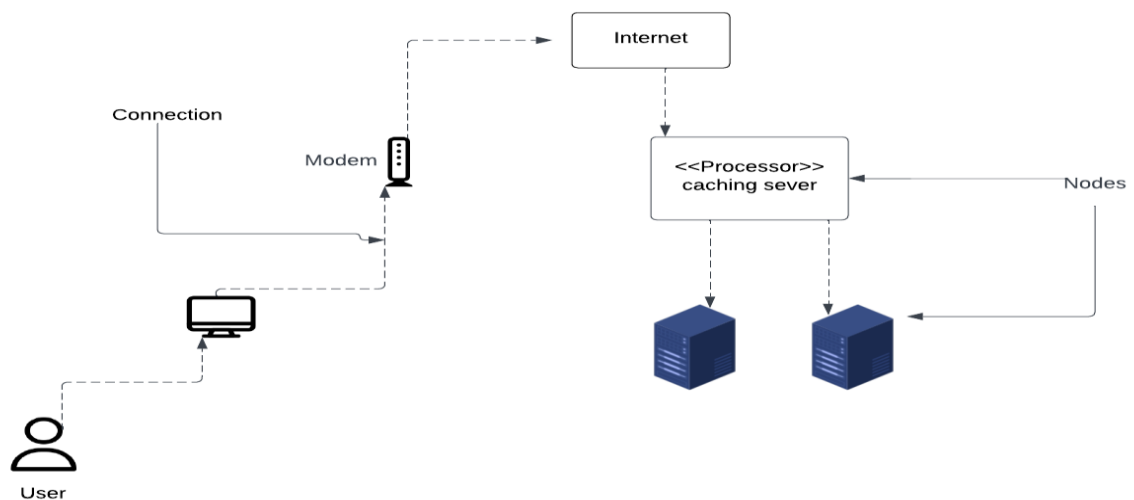 Internet
Connection
Modem
<<Processor>>
caching sever
Nodes
User